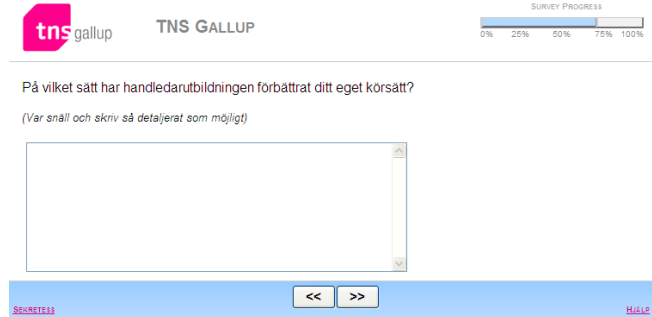 tns gallup
TNS GALLUP
SURVEY PROGRESS
0% 25% 50% 75% 100%
På vilket sätt har handledarutbildningen förbättrat ditt eget körsätt?
(Var snäll och skriv så detaljerat som möjligt)
<< >>
SEKRETESS
HJÄLP